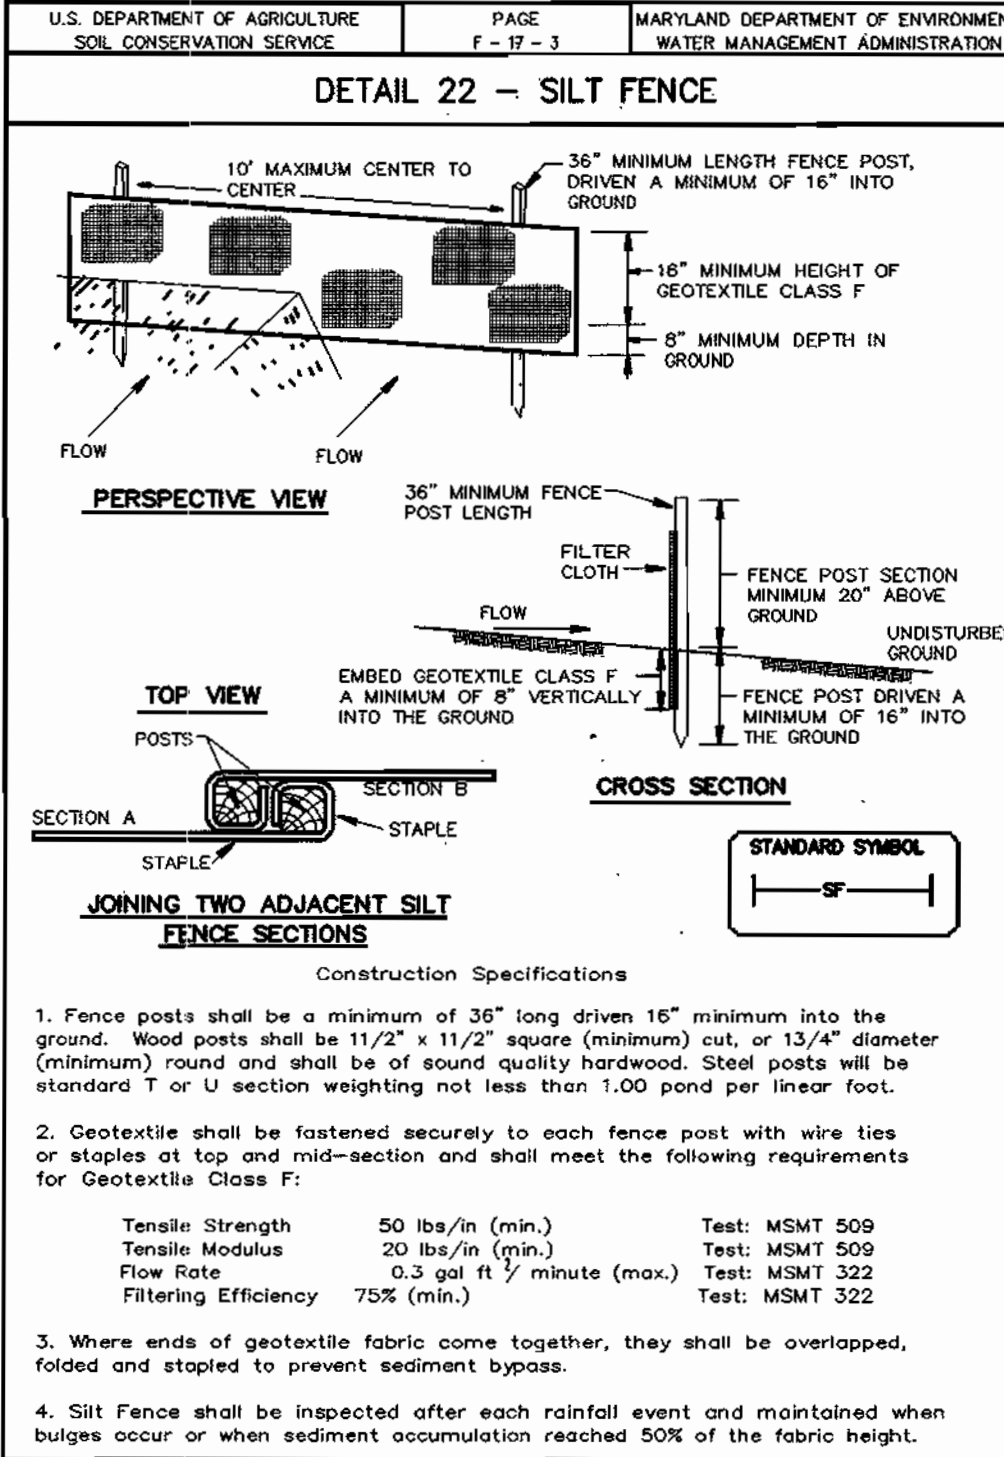 U.S. DEPARTMENT OF AGRICULTURE
SOIL CONSERVATION SERVICE
PAGE
F - 17 - 3
MARYLAND DEPARTMENT OF ENVIRONMEN
WATER MANAGEMENT ADMINISTRATION
DETAIL 22 - SILT FENCE
10' MAXIMUM CENTER TO
CENTER
36" MINIMUM LENGTH FENCE POST,
DRIVEN A MINIMUM OF 16" INTO
GROUND
16" MINIMUM HEIGHT OF
GEOTEXTILE CLASS F
8" MINIMUM DEPTH IN
GROUND
FLOW
FLOW
PERSPECTIVE VIEW
36" MINIMUM FENCE
POST LENGTH
FILTER
CLOTH
FENCE POST SECTION
MINIMUM 20" ABOVE
GROUND
FLOW
UNDISTURBE
GROUND
EMBED GEOTEXTILE CLASS F
A MINIMUM OF 8" VERTICALLY
INTO THE GROUND
FENCE POST DRIVEN A
MINIMUM OF 16" INTO
THE GROUND
CROSS SECTION
TOP VIEW
POSTS
SECTION B
SECTION A
STAPLE
STAPLE
JOINING TWO ADJACENT SILT
FENCE SECTIONS
STANDARD SYMBOL
SF
Construction Specifications
1. Fence posts shall be a minimum of 36" long driven 16" minimum into the
ground. Wood posts shall be 11/2" x 11/2" square (minimum) cut, or 13/4" diameter
(minimum) round and shall be of sound quality hardwood. Steel posts will be
standard T or U section weighting not less than 1.00 pond per linear foot.
2. Geotextile shall be fastened securely to each fence post with wire ties
or staples at top and mid-section and shall meet the following requirements
for Geotextile Class F:
Tensile Strength 50 lbs/in (min.) Test: MSMT 509
Tensile Modulus 20 lbs/in (min.) Test: MSMT 509
Flow Rate 0.3 gal ft ²/ minute (max.) Test: MSMT 322
Filtering Efficiency 75% (min.) Test: MSMT 322
3. Where ends of geotextile fabric come together, they shall be overlapped,
folded and stapled to prevent sediment bypass.
4. Silt Fence shall be inspected after each rainfall event and maintained when
bulges occur or when sediment accumulation reached 50% of the fabric height.